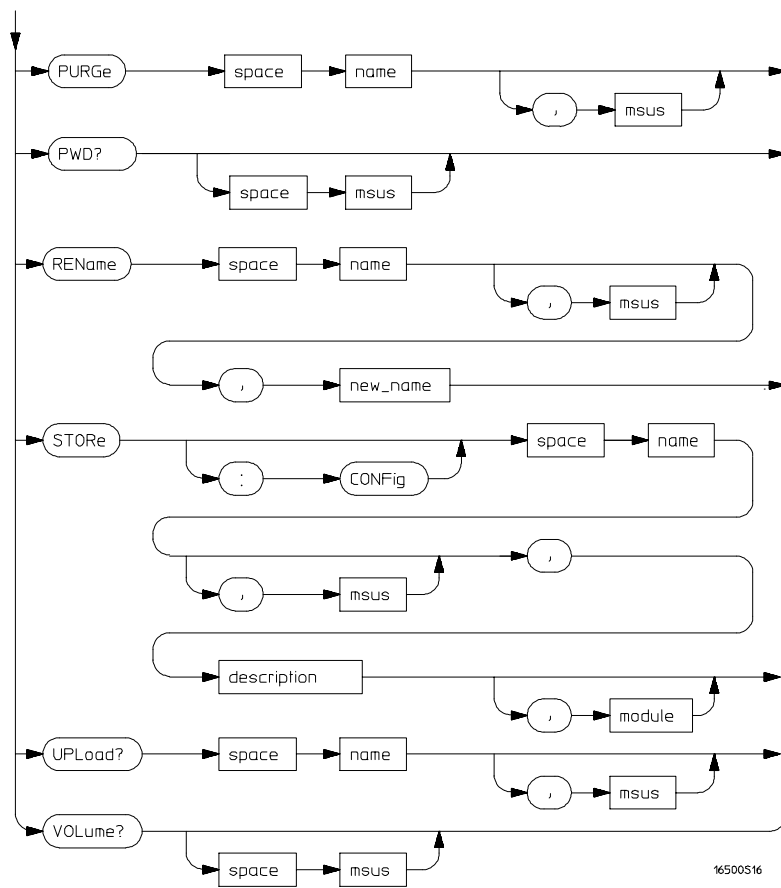 PURGe space name
, msus
PWD?
space msus
REName space name
, msus
, new_name
STORe space name
: CONFig
,
, msus
description
, module
UPLoad? space name
, msus
VOLume?
space msus
16500S16